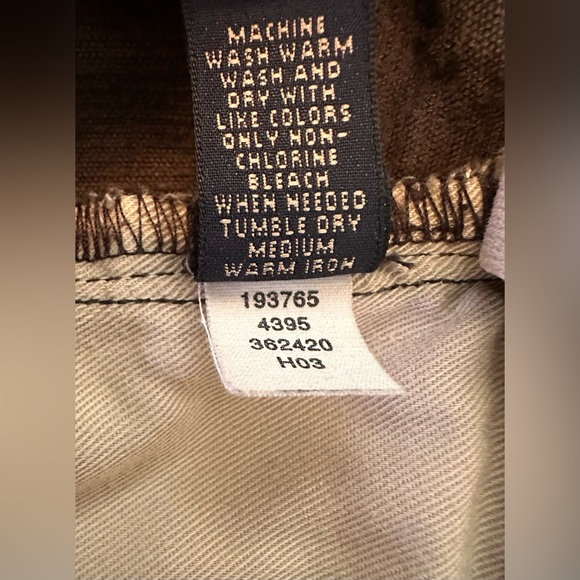 MACHINE
WASH WARM
WASH AND
DRY WITH
LIKE COLORS
ONLY NON-
CHLORINE
BLEACH
WHEN NEEDED
TUMBLE DRY
MEDIUM
WARM IRON
193765
4395
362420
H03